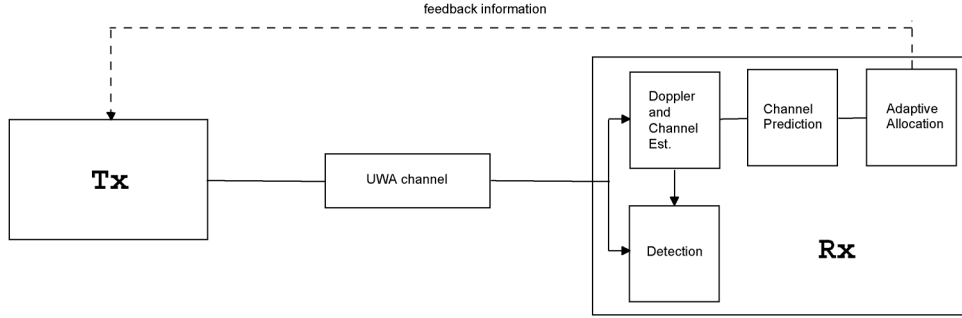 feedback information
Tx
UWA channel
Doppler
and
Channel
Est.
Channel
Prediction
Adaptive
Allocation
Detection
Rx